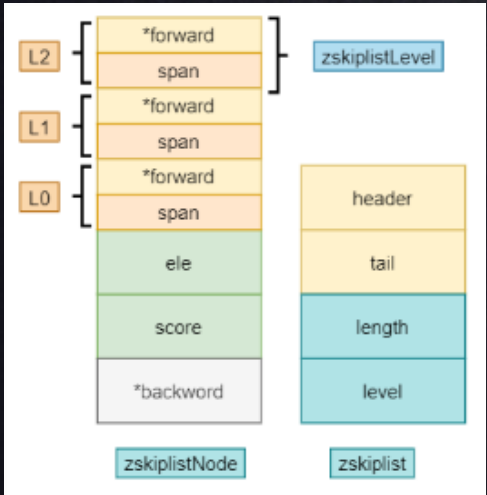 L2
*forward
span
zskiplistLevel
L1
*forward
span
L0
*forward
span
ele
score
*backword
zskiplistNode
header
tail
length
level
zskiplist